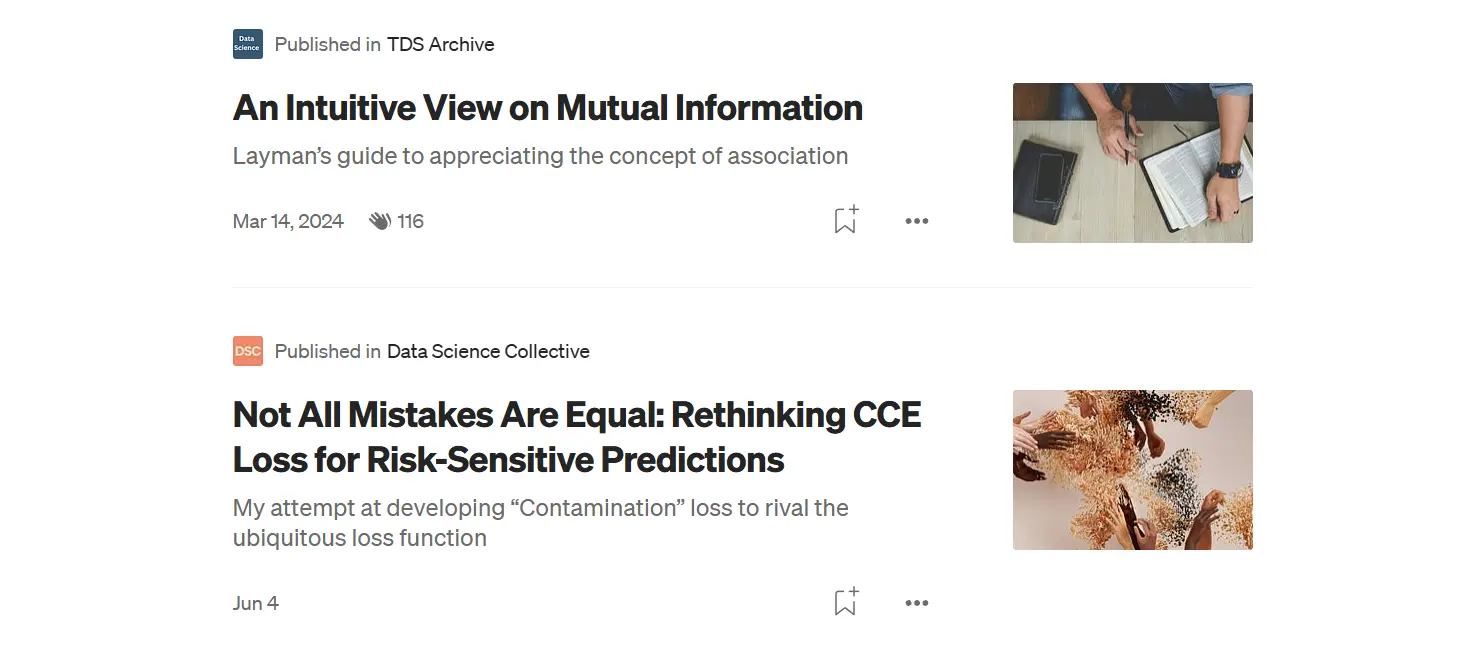 Data
Science
Published in TDS Archive
An Intuitive View on Mutual Information
Layman’s guide to appreciating the concept of association
Mar 14, 2024 116
DSC
Published in Data Science Collective
Not All Mistakes Are Equal: Rethinking CCE
Loss for Risk-Sensitive Predictions
My attempt at developing “Contamination” loss to rival the
ubiquitous loss function
Jun 4